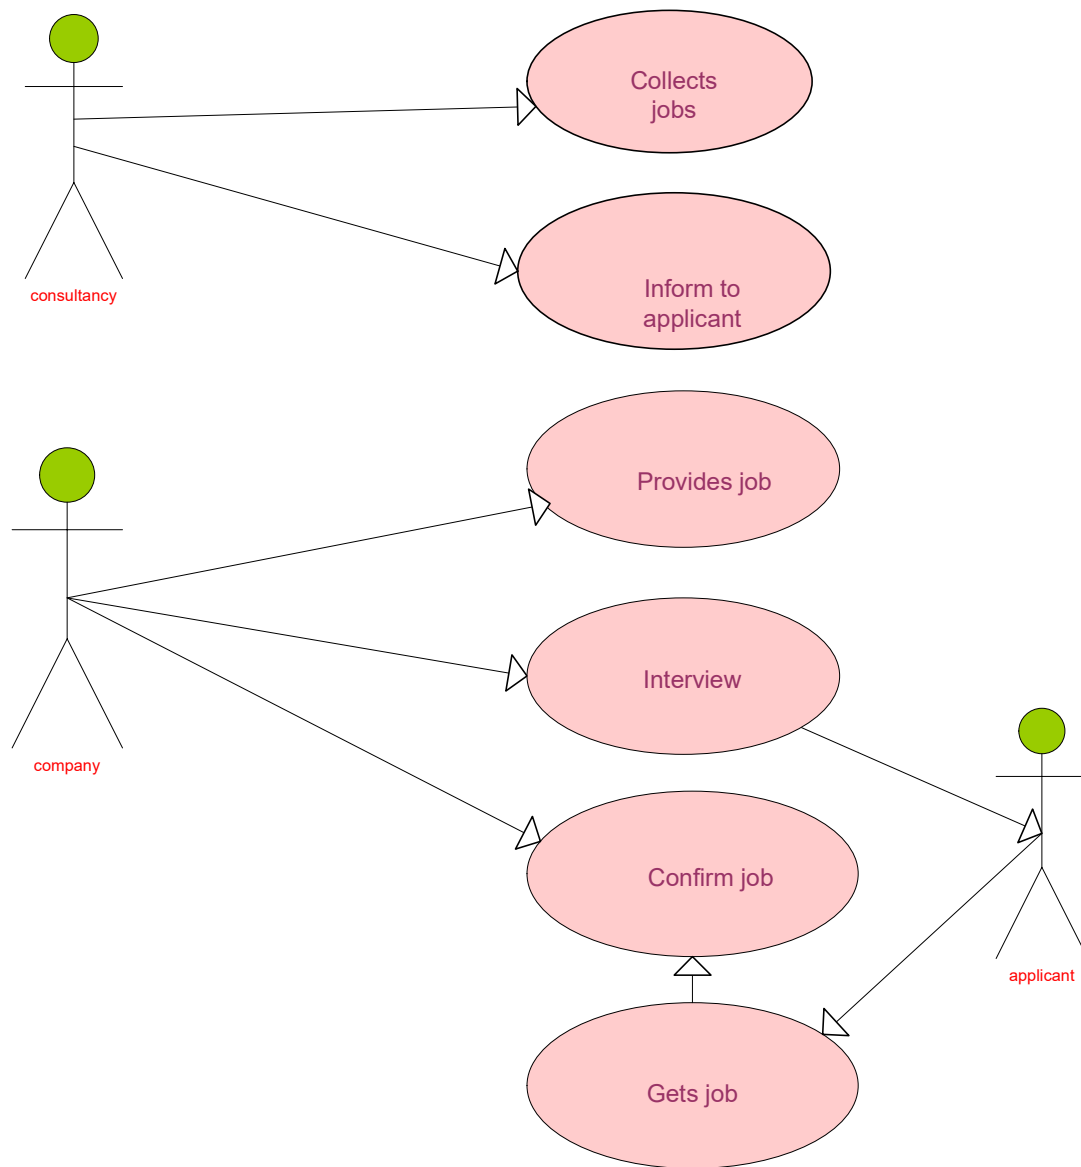 Collects
jobs
consultancy
Inform to
applicant
Provides job
Interview
company
Confirm job
applicant
Gets job